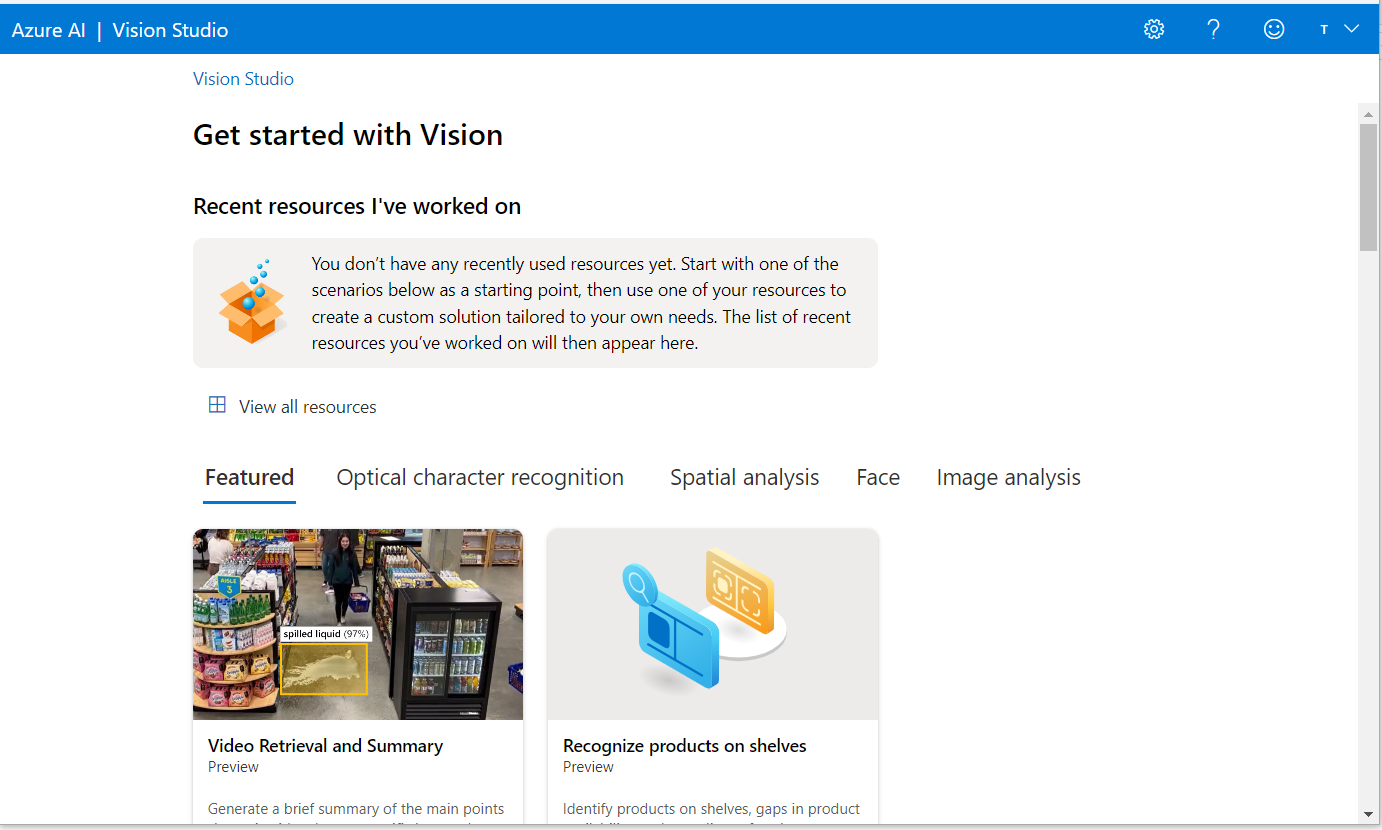 Azure AI | Vision Studio
T
Vision Studio
Get started with Vision
Recent resources I've worked on
You don’t have any recently used resources yet. Start with one of the
scenarios below as a starting point, then use one of your resources to
create a custom solution tailored to your own needs. The list of recent
resources you’ve worked on will then appear here.
View all resources
Featured Optical character recognition Spatial analysis Face Image analysis
AISLE
3
spilled liquid (97%)
Video Retrieval and Summary
Preview
Generate a brief summary of the main points
Recognize products on shelves
Preview
Identify products on shelves, gaps in product